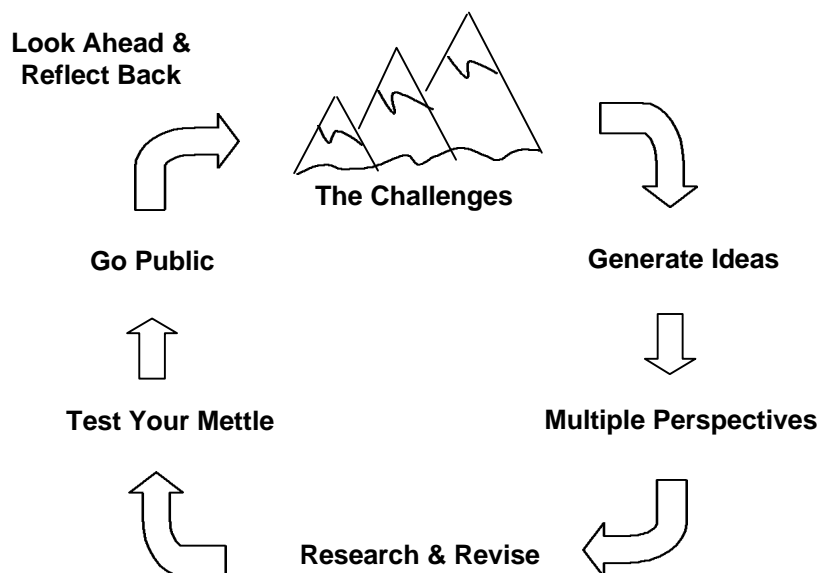 Look Ahead &
Reflect Back
The Challenges
Go Public
Generate Ideas
Test Your Mettle
Multiple Perspectives
Research & Revise